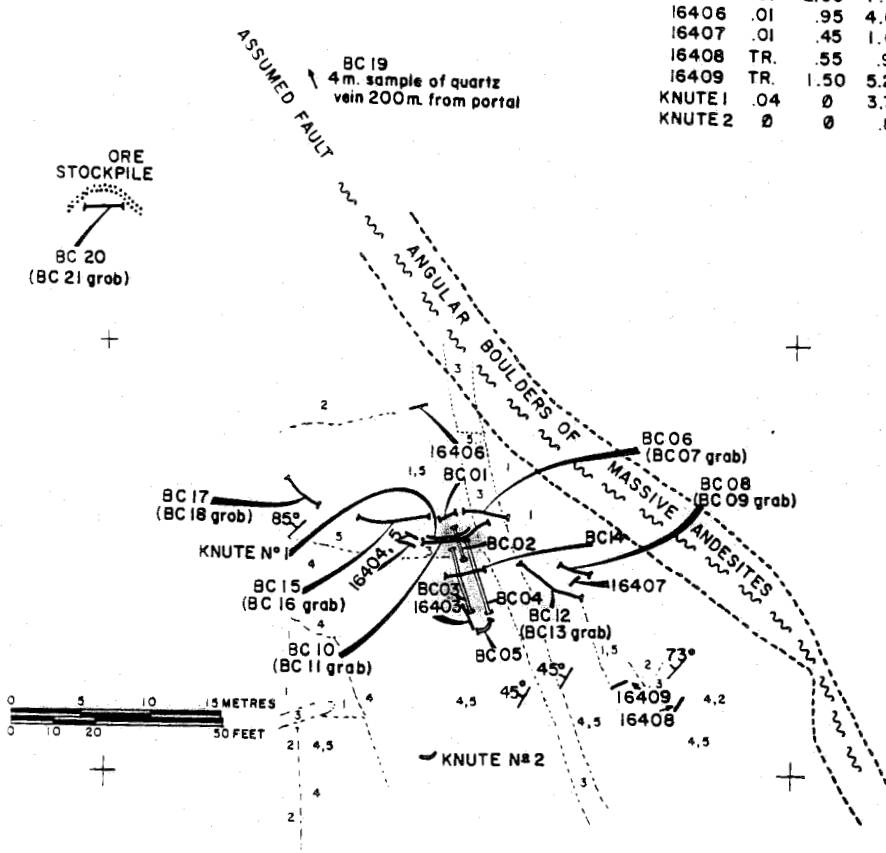 16406 .01 .95
16407 .01 .45
16408 TR. .55
16409 TR. 1.50
KNUTE 1 .04 0
KNUTE 2 0 0
ASSUMED FAULT
BC 19
4 m. sample of quartz
vein 200 m. from portal
ORE
STOCKPILE
BC 20
(BC 21 grab)
ANGULAR BOULDERS OF MASSIVE ANDESITES
3
2
5
16406
1,5
BC 01
1
3
1
BC 06
(BC 07 grab)
BC 08
(BC 09 grab)
BC 17
(BC 18 grab)
85°
KNUTE Nº 1
4
5
16404, 5
3
BC 02
BC 14
BC 15
(BC 16 grab)
BC 03
16403
BC 04
16407
BC 12
(BC 13 grab)
4
BC 10
(BC 11 grab)
BC 05
1,5
2
3
73°
45°
45°
16409
16408
4,2
4,5
4,5
4,5
1
3
1
4
2
4,5
4
2
3
0 5 10 15 METRES
0 10 20 50 FEET
KNUTE Nº 2